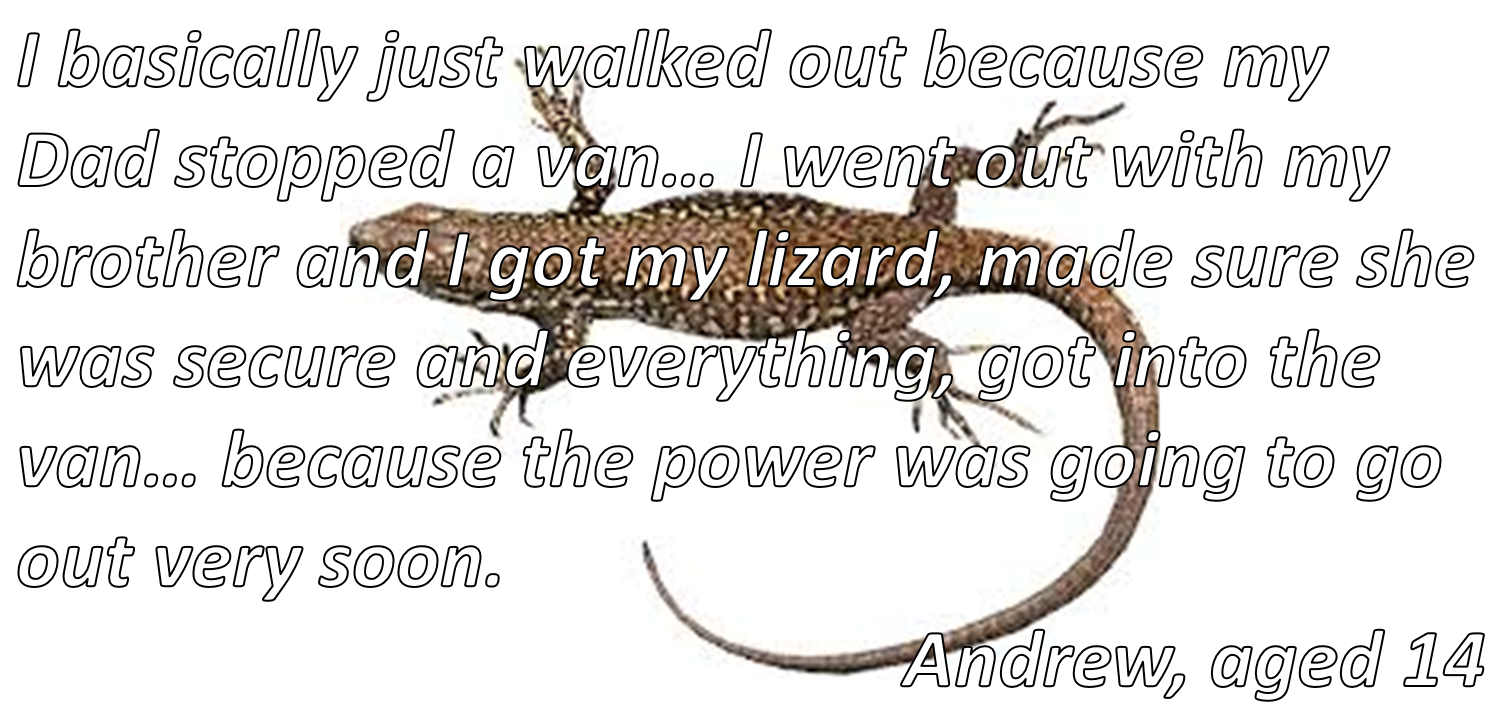 I basically just walked out because my
Dad stopped a van... I went out with my
brother and I got my lizard, made sure she
was secure and everything, got into the
van... because the power was going to go
out very soon.
Andrew, aged 14